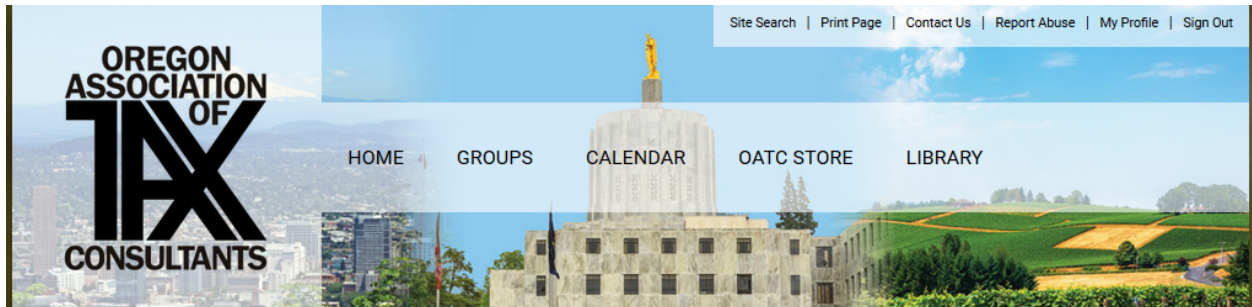 Site Search | Print Page | Contact Us | Report Abuse | My Profile | Sign Out
OREGON
ASSOCIATION
OF
TAX
CONSULTANTS
HOME GROUPS CALENDAR OATC STORE LIBRARY